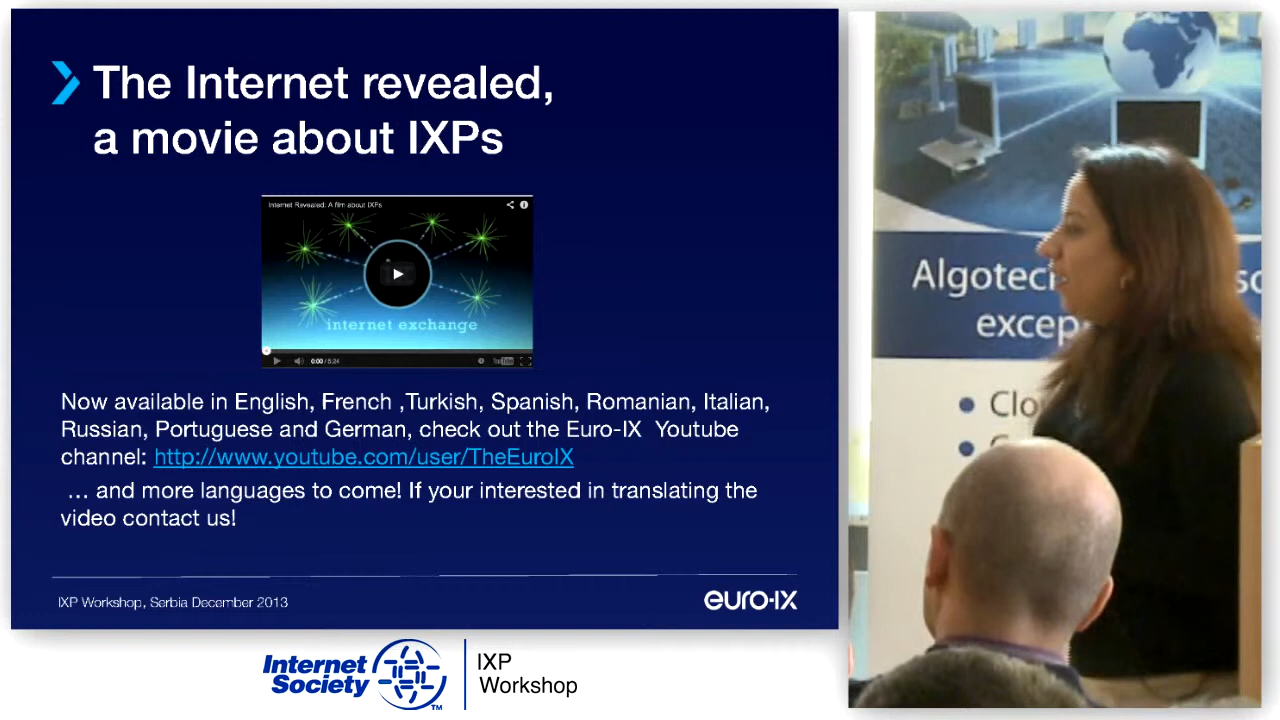 The Internet revealed,
a movie about IXPs
Internet Revealed: A film about IXPs
internet exchange
0:00 / 5:24
YouTube
Now available in English, French ,Turkish, Spanish, Romanian, Italian,
Russian, Portuguese and German, check out the Euro-IX Youtube
channel: http://www.youtube.com/user/TheEuroIX
... and more languages to come! If your interested in translating the
video contact us!
IXP Workshop, Serbia December 2013
euro-ix
Internet
Society
TM
IXP
Workshop